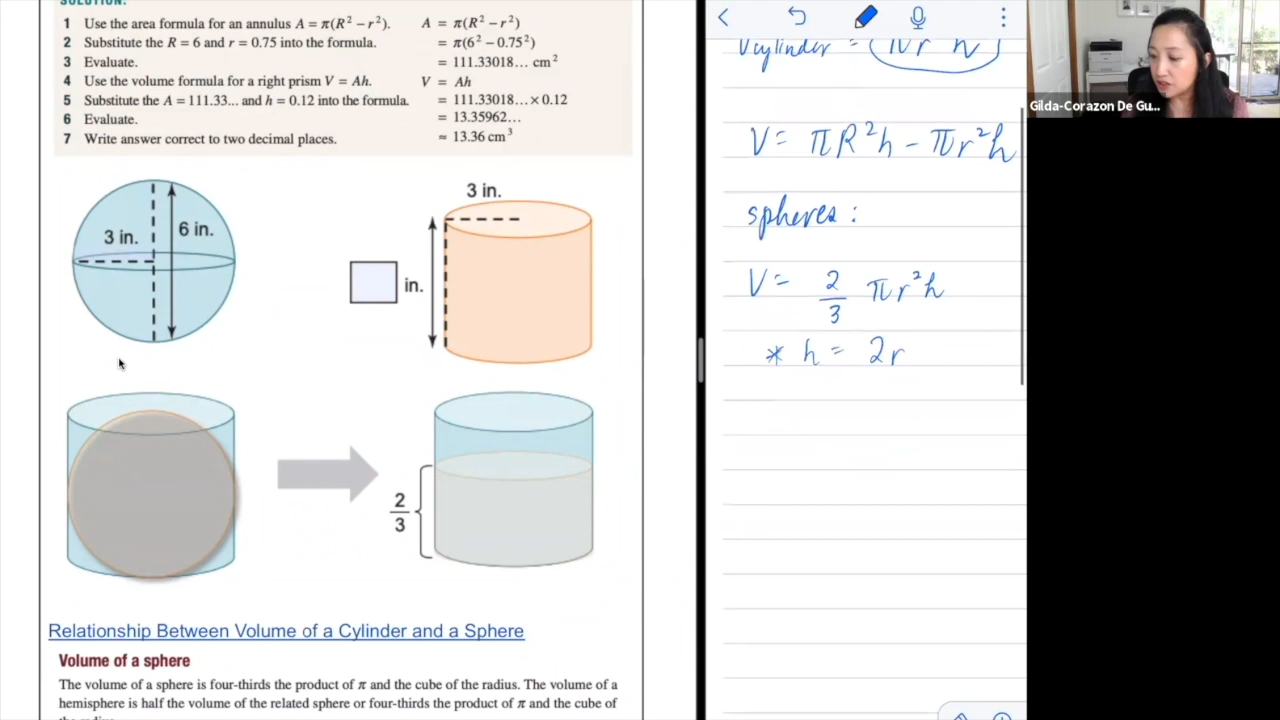 SOLUTION:
1 Use the area formula for an annulus A = π(R² − r²). A = π(R² − r²)
2 Substitute the R = 6 and r = 0.75 into the formula. = π(6² − 0.75²)
3 Evaluate. = 111.33018... cm²
4 Use the volume formula for a right prism V = Ah. V = Ah
5 Substitute the A = 111.33... and h = 0.12 into the formula. = 111.33018... × 0.12
6 Evaluate. = 13.35962...
7 Write answer correct to two decimal places. ≈ 13.36 cm³
3 in.
6 in.
3 in.
in.
2
3
Relationship Between Volume of a Cylinder and a Sphere
Volume of a sphere
The volume of a sphere is four-thirds the product of π and the cube of the radius. The volume of a
hemisphere is half the volume of the related sphere or four-thirds the product of π and the cube of
the radius.
Vcylinder = πr²h
V = πR²h − πr²h
spheres:
V = 2/3 πr²h
* h = 2r
Gilda-Corazon De Gu...